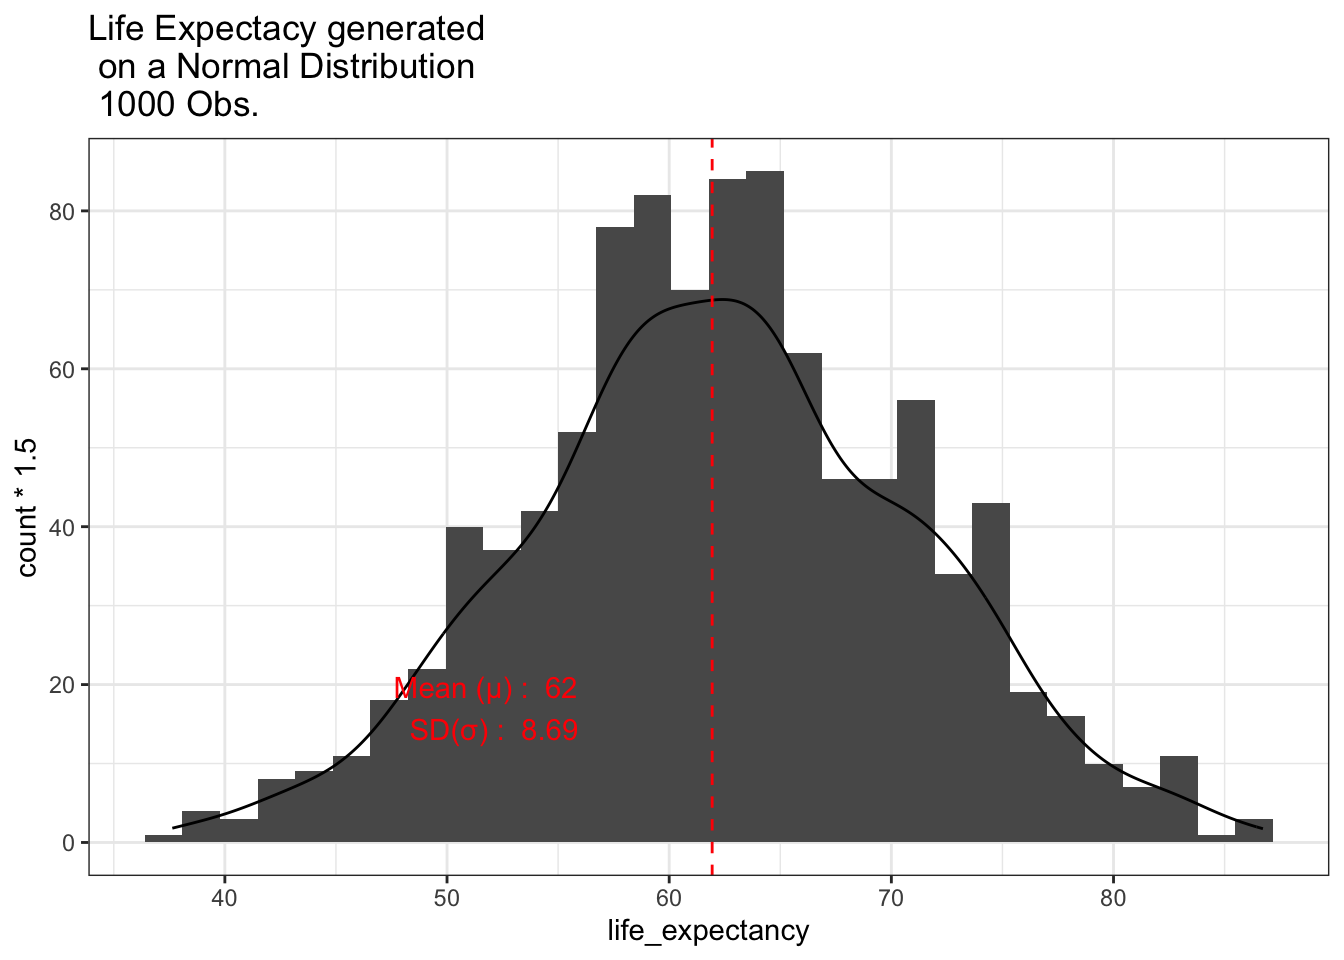 Life Expectacy generated
on a Normal Distribution
1000 Obs.
80
60
40
20
0
count * 1.5
Mean (μ) :  62
SD(σ) :  8.69
40 50 60 70 80
life_expectancy